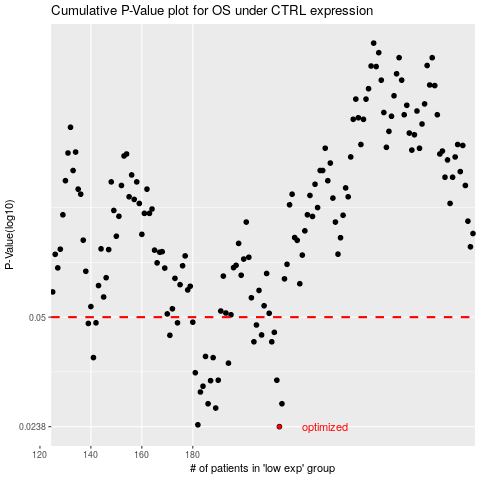 Cumulative P-Value plot for OS under CTRL expression
P-Value(log10)
0.05
0.0238
optimized
120 140 160 180
# of patients in 'low exp' group